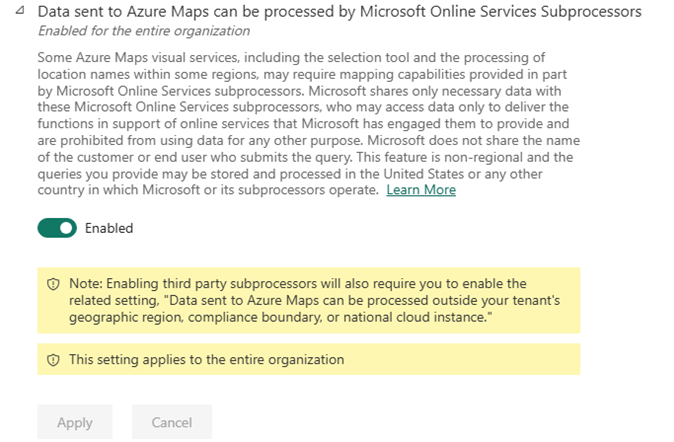 Data sent to Azure Maps can be processed by Microsoft Online Services Subprocessors
Enabled for the entire organization
Some Azure Maps visual services, including the selection tool and the processing of
location names within some regions, may require mapping capabilities provided in part
by Microsoft Online Services subprocessors. Microsoft shares only necessary data with
these Microsoft Online Services subprocessors, who may access data only to deliver the
functions in support of online services that Microsoft has engaged them to provide and
are prohibited from using data for any other purpose. Microsoft does not share the name
of the customer or end user who submits the query. This feature is non-regional and the
queries you provide may be stored and processed in the United States or any other
country in which Microsoft or its subprocessors operate. Learn More
Enabled
Note: Enabling third party subprocessors will also require you to enable the
related setting, "Data sent to Azure Maps can be processed outside your tenant's
geographic region, compliance boundary, or national cloud instance."
This setting applies to the entire organization
Apply Cancel